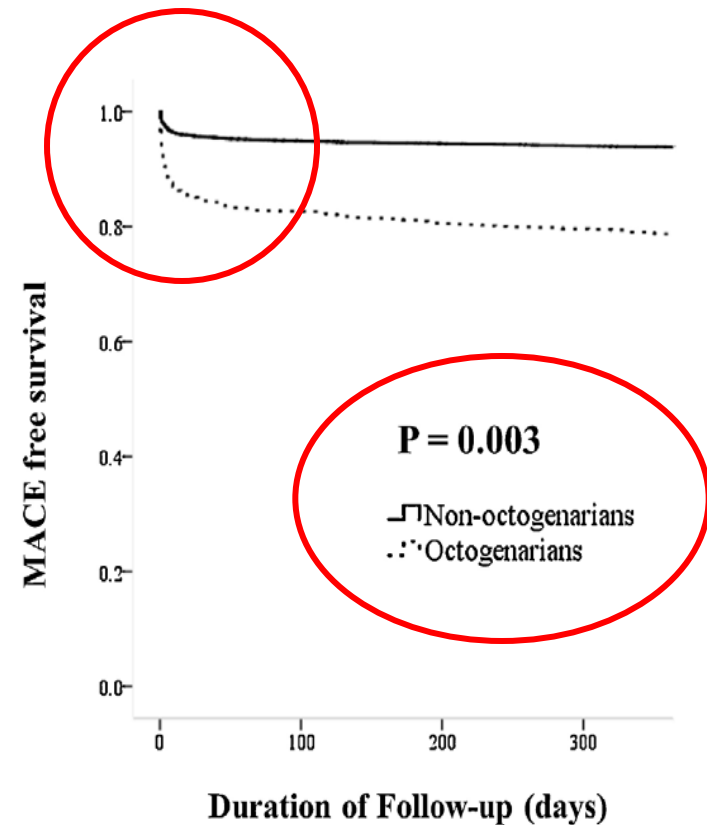 1.0
0.8
0.6
0.4
0.2
0.0
MACE free survival
P = 0.003
Non-octogenarians
Octogenarians
0 100 200 300
Duration of Follow-up (days)